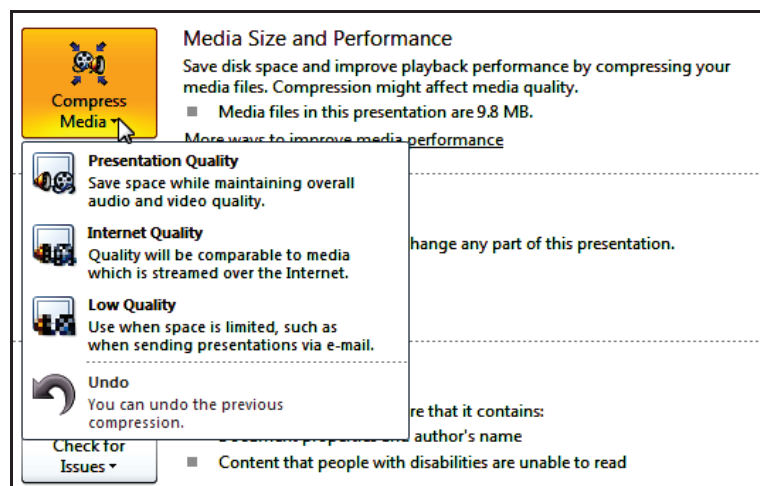 Media Size and Performance
Save disk space and improve playback performance by compressing your
media files. Compression might affect media quality.
Media files in this presentation are 9.8 MB.
More ways to improve media performance
Compress
Media
Presentation Quality
Save space while maintaining overall
audio and video quality.
Internet Quality
Quality will be comparable to media
which is streamed over the Internet.
Low Quality
Use when space is limited, such as
when sending presentations via e-mail.
Undo
You can undo the previous
compression.
hange any part of this presentation.
re that it contains:
Document properties and author's name
Content that people with disabilities are unable to read
Check for
Issues